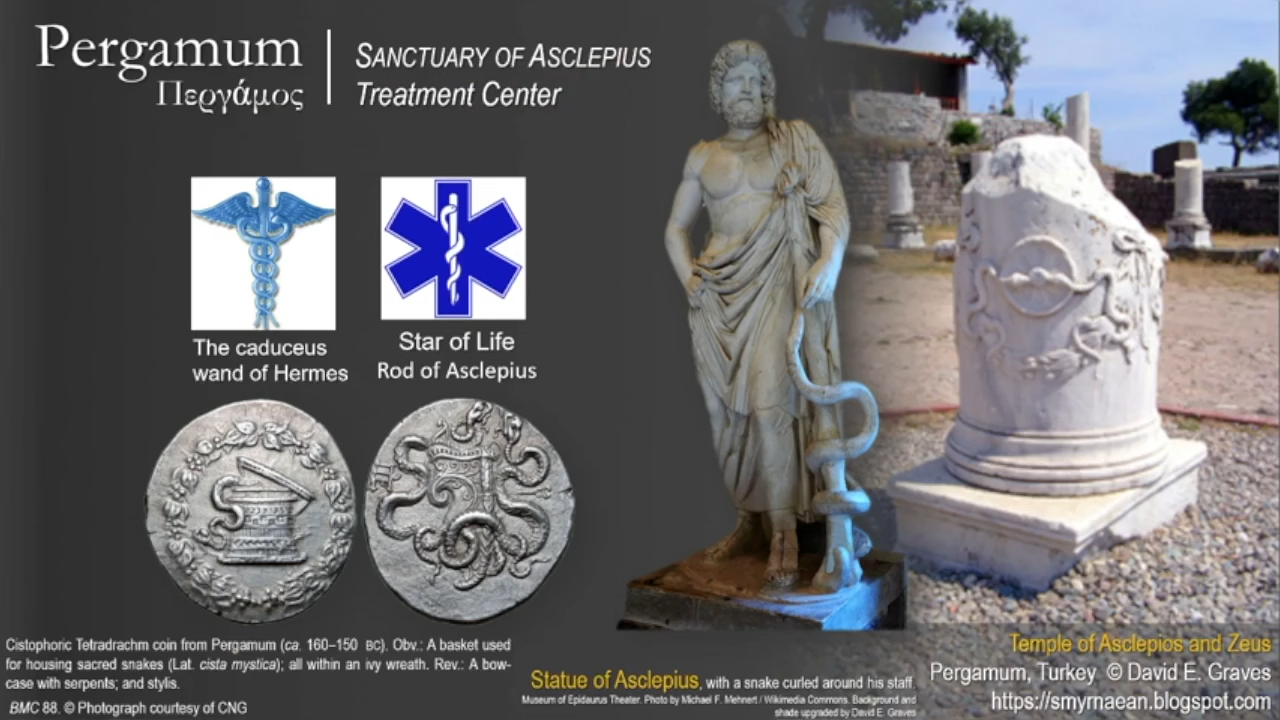 Pergamum
Περγάμος
SANCTUARY OF ASCLEPIUS
Treatment Center
The caduceus
wand of Hermes
Star of Life
Rod of Asclepius
Cistophoric Tetradrachm coin from Pergamum (ca. 160–150 BC). Obv.: A basket used
for housing sacred snakes (Lat. cista mystica); all within an ivy wreath. Rev.: A bow-
case with serpents; and stylis.
BMC 88. © Photograph courtesy of CNG
Statue of Asclepius, with a snake curled around his staff.
Museum of Epidaurus Theater. Photo by Michael F. Mehnert / Wikimedia Commons. Background and
shade upgraded by David E. Graves
Temple of Asclepios and Zeus
Pergamum, Turkey © David E. Graves
https://smyrnaean.blogspot.com